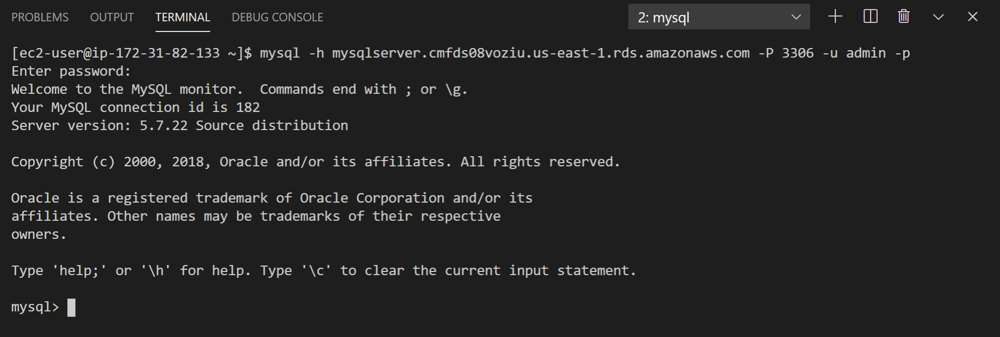 PROBLEMS OUTPUT TERMINAL DEBUG CONSOLE 2: mysql
[ec2-user@ip-172-31-82-133 ~]$ mysql -h mysqlserver.cmfds08voziu.us-east-1.rds.amazonaws.com -P 3306 -u admin -p
Enter password:
Welcome to the MySQL monitor.  Commands end with ; or \g.
Your MySQL connection id is 182
Server version: 5.7.22 Source distribution
Copyright (c) 2000, 2018, Oracle and/or its affiliates. All rights reserved.
Oracle is a registered trademark of Oracle Corporation and/or its
affiliates. Other names may be trademarks of their respective
owners.
Type 'help;' or '\h' for help. Type '\c' to clear the current input statement.
mysql>